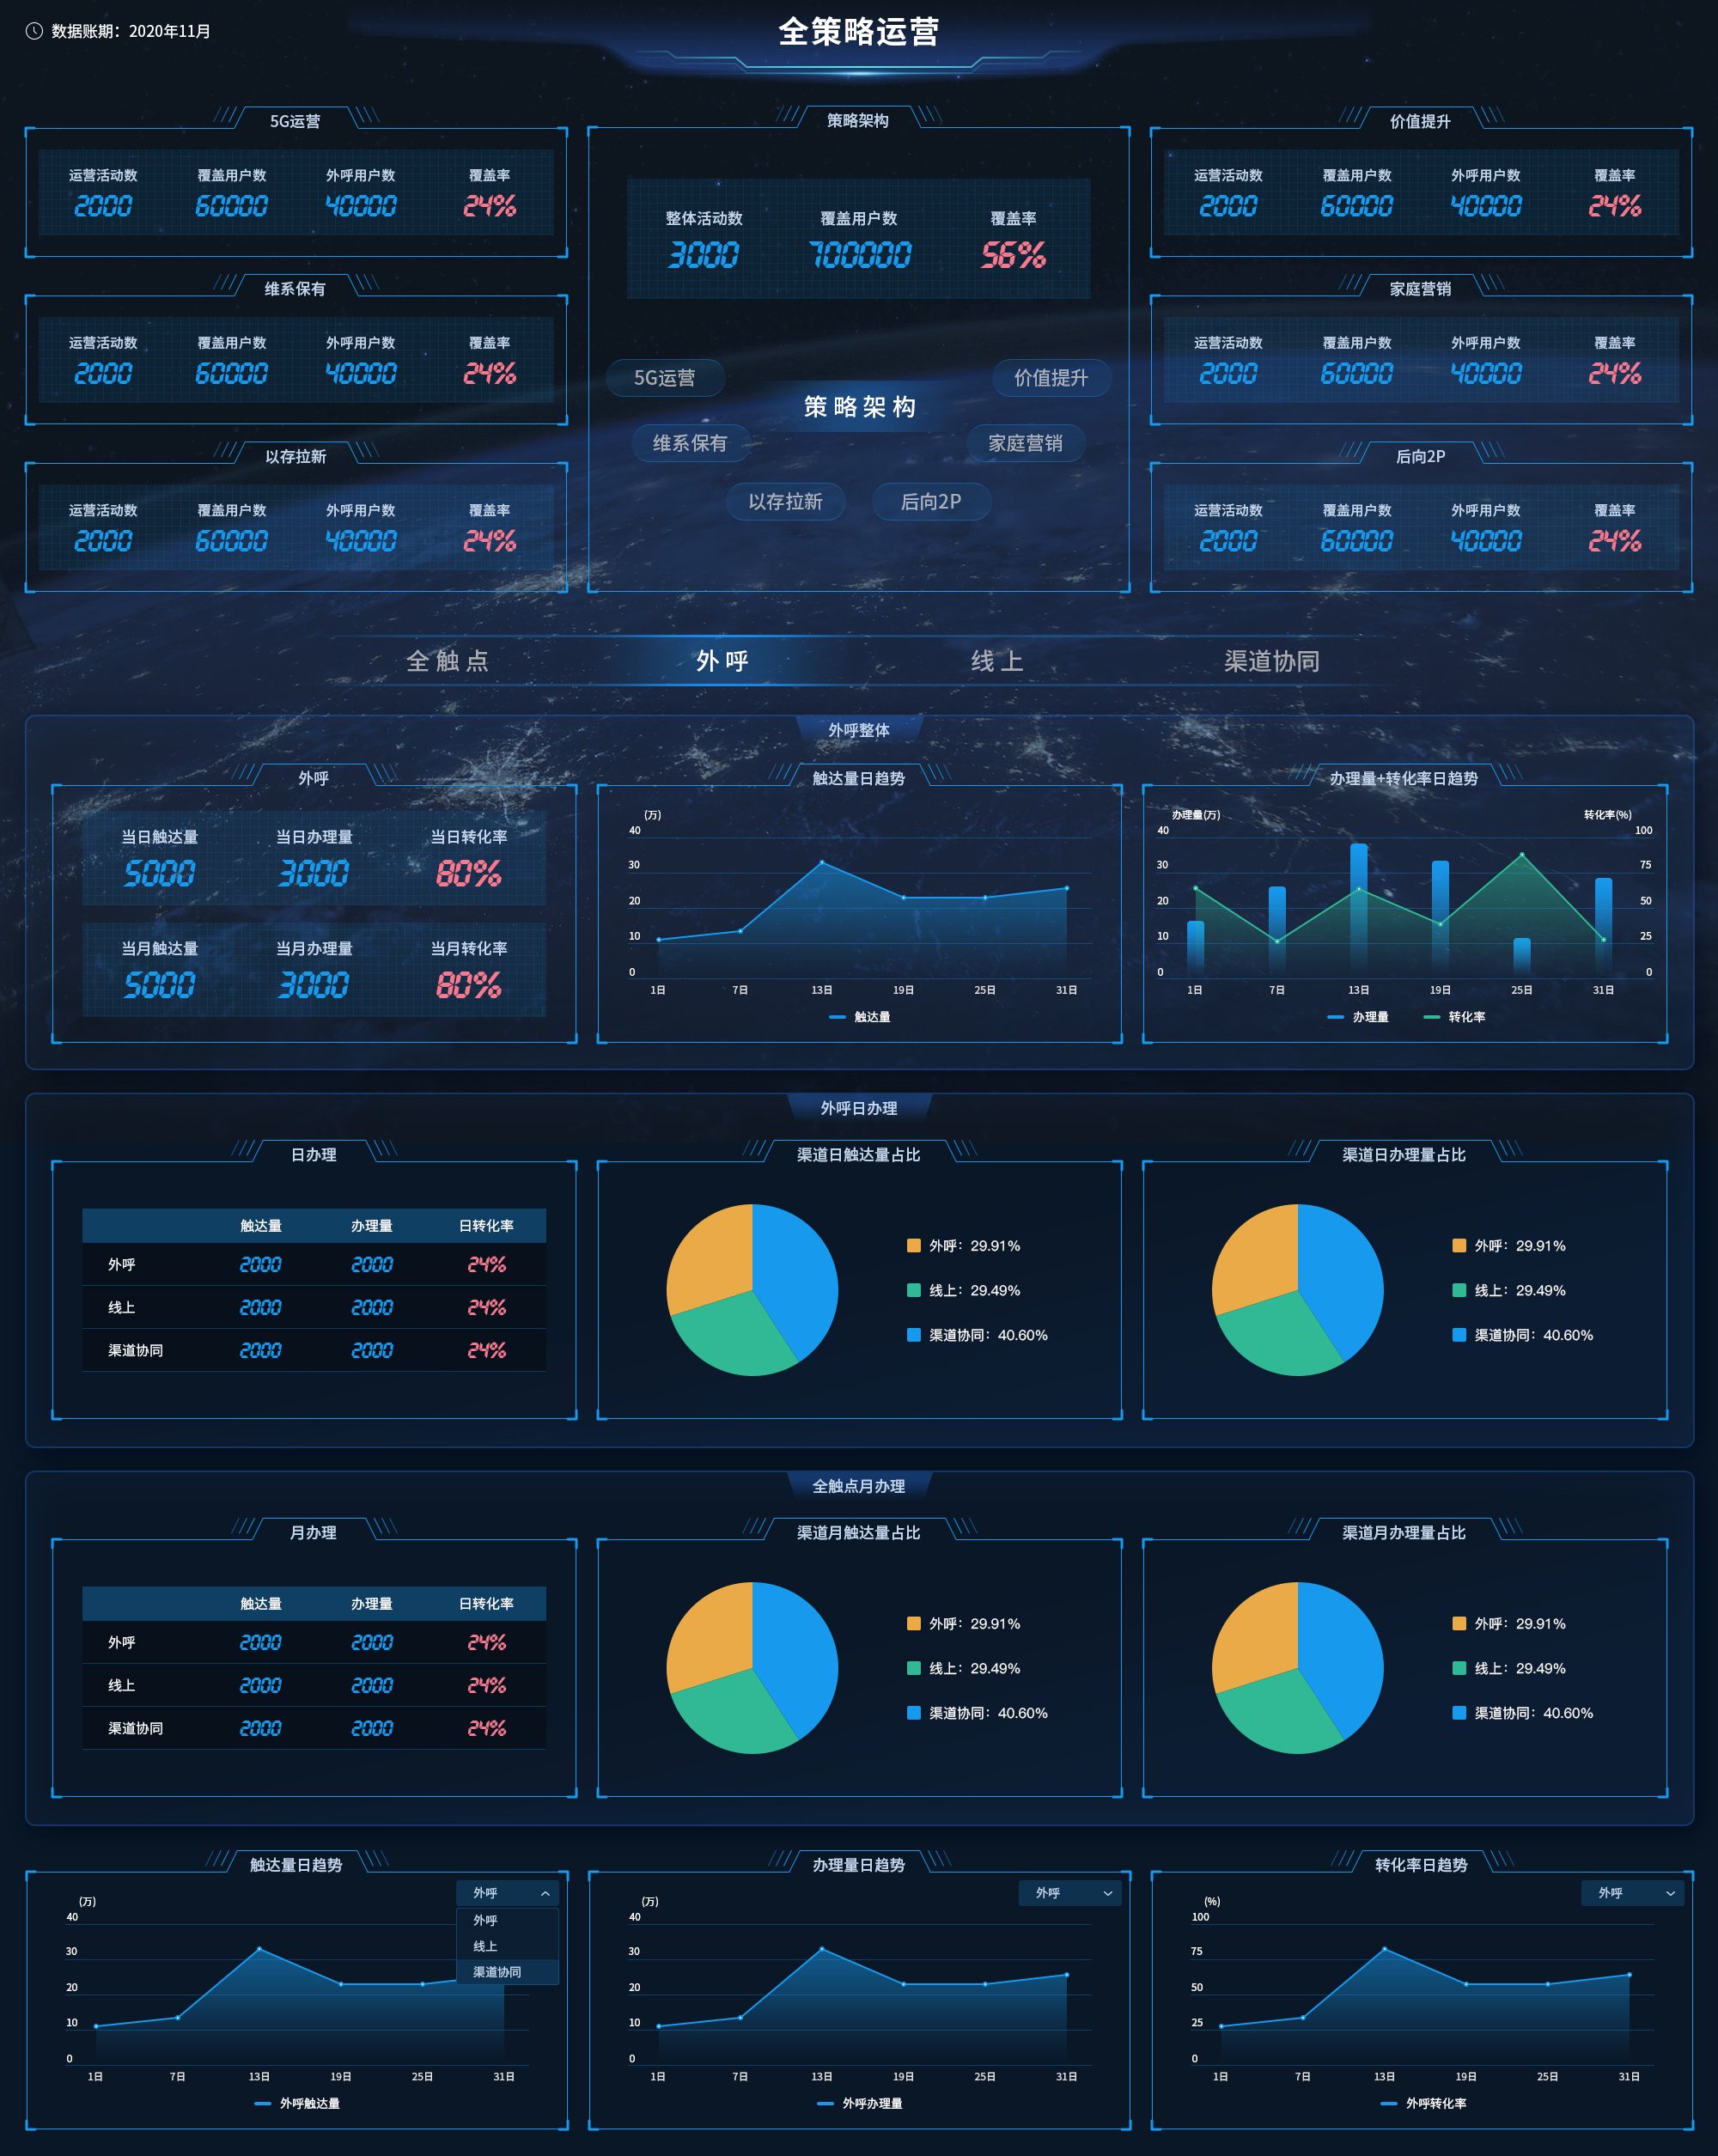 数据账期：2020年11月
全策略运营
5G运营
运营活动数 覆盖用户数 外呼用户数 覆盖率
2000 60000 40000 24%
维系保有
运营活动数 覆盖用户数 外呼用户数 覆盖率
2000 60000 40000 24%
以存拉新
运营活动数 覆盖用户数 外呼用户数 覆盖率
2000 60000 40000 24%
策略架构
整体活动数 覆盖用户数 覆盖率
3000 700000 56%
5G运营 价值提升
策略架构
维系保有 家庭营销
以存拉新 后向2P
价值提升
运营活动数 覆盖用户数 外呼用户数 覆盖率
2000 60000 40000 24%
家庭营销
运营活动数 覆盖用户数 外呼用户数 覆盖率
2000 60000 40000 24%
后向2P
运营活动数 覆盖用户数 外呼用户数 覆盖率
2000 60000 40000 24%
全触点 外呼 线上 渠道协同
外呼整体
外呼
当日触达量 当日办理量 当日转化率
5000 3000 80%
当月触达量 当月办理量 当月转化率
5000 3000 80%
触达量日趋势
(万)
40
30
20
10
0
1日 7日 13日 19日 25日 31日
触达量
办理量+转化率日趋势
办理量(万) 转化率(%)
40 100
30 75
20 50
10 25
0 0
1日 7日 13日 19日 25日 31日
办理量 转化率
外呼日办理
日办理
触达量 办理量 日转化率
外呼 2000 2000 24%
线上 2000 2000 24%
渠道协同 2000 2000 24%
渠道日触达量占比
外呼：29.91%
线上：29.49%
渠道协同：40.60%
渠道日办理量占比
外呼：29.91%
线上：29.49%
渠道协同：40.60%
全触点月办理
月办理
触达量 办理量 日转化率
外呼 2000 2000 24%
线上 2000 2000 24%
渠道协同 2000 2000 24%
渠道月触达量占比
外呼：29.91%
线上：29.49%
渠道协同：40.60%
渠道月办理量占比
外呼：29.91%
线上：29.49%
渠道协同：40.60%
触达量日趋势
外呼
外呼
线上
渠道协同
(万)
40
30
20
10
0
1日 7日 13日 19日 25日 31日
外呼触达量
办理量日趋势
外呼
(万)
40
30
20
10
0
1日 7日 13日 19日 25日 31日
外呼办理量
转化率日趋势
外呼
(%)
100
75
50
25
0
1日 7日 13日 19日 25日 31日
外呼转化率